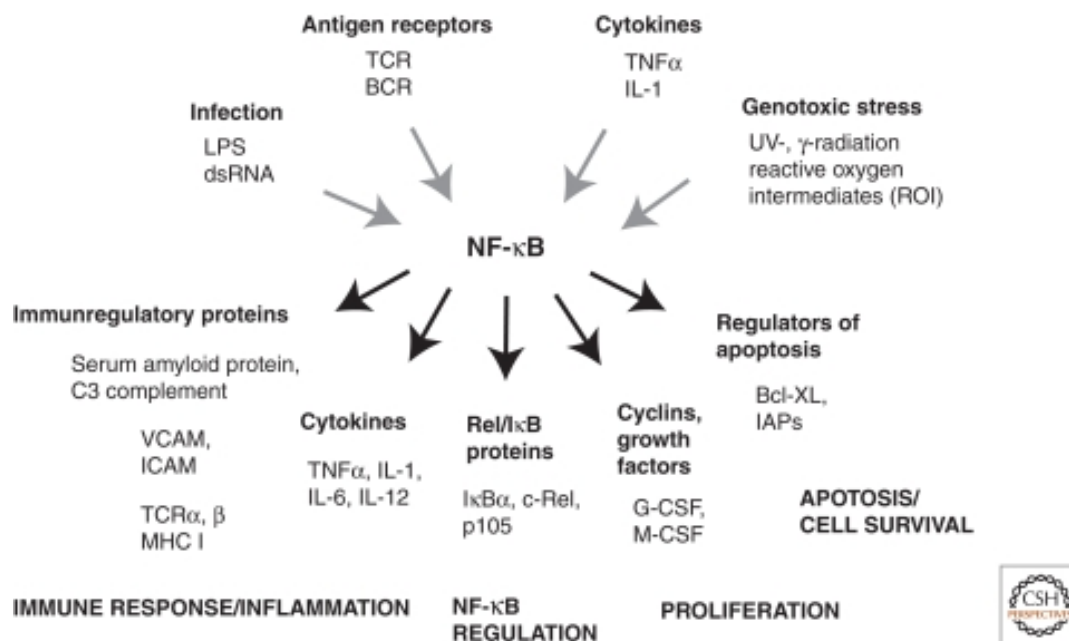 Antigen receptors
TCR
BCR
Cytokines
TNFα
IL-1
Infection
LPS
dsRNA
Genotoxic stress
UV-, γ-radiation
reactive oxygen
intermediates (ROI)
NF-κB
Immunregulatory proteins
Serum amyloid protein,
C3 complement
VCAM,
ICAM
TCRα, β
MHC I
Cytokines
TNFα, IL-1,
IL-6, IL-12
Rel/IκB
proteins
IκBα, c-Rel,
p105
Cyclins,
growth
factors
G-CSF,
M-CSF
Regulators of
apoptosis
Bcl-XL,
IAPs
APOTOSIS/
CELL SURVIVAL
IMMUNE RESPONSE/INFLAMMATION
NF-κB
REGULATION
PROLIFERATION
CSH
PERSPECTIVES